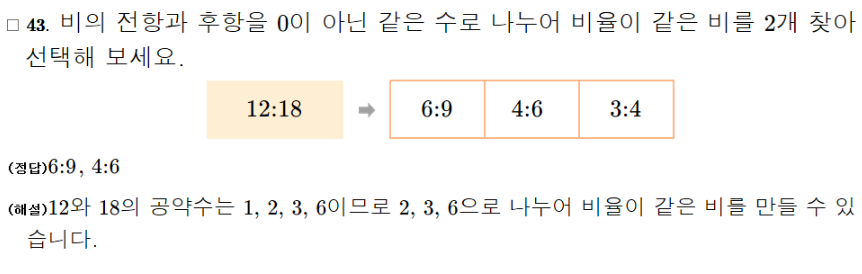 □ 43. 비의 전항과 후항을 0이 아닌 같은 수로 나누어 비율이 같은 비를 2개 찾아
선택해 보세요.
12:18 ➡ 6:9 4:6 3:4
(정답)6:9, 4:6
(해설)12와 18의 공약수는 1, 2, 3, 6이므로 2, 3, 6으로 나누어 비율이 같은 비를 만들 수 있
습니다.